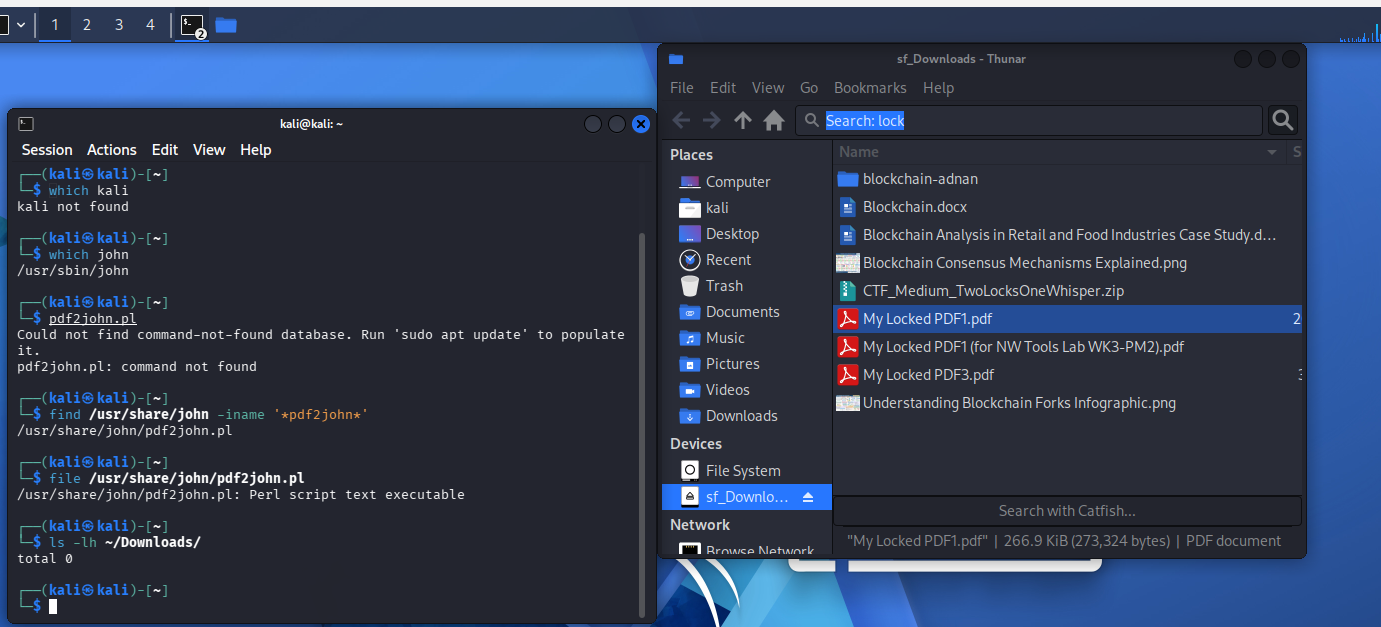 1 2 3 4 2
sf_Downloads - Thunar
File Edit View Go Bookmarks Help
Search: lock
Places
Computer
kali
Desktop
Recent
Trash
Documents
Music
Pictures
Videos
Downloads
Devices
File System
sf_Downlo...
Network
Browse Network
Name S
blockchain-adnan
Blockchain.docx
Blockchain Analysis in Retail and Food Industries Case Study.d...
Blockchain Consensus Mechanisms Explained.png
CTF_Medium_TwoLocksOneWhisper.zip
My Locked PDF1.pdf 2
My Locked PDF1 (for NW Tools Lab WK3-PM2).pdf
My Locked PDF3.pdf
Understanding Blockchain Forks Infographic.png
Search with Catfish...
"My Locked PDF1.pdf" | 266.9 KiB (273,324 bytes) | PDF document
kali@kali: ~
Session Actions Edit View Help
┌──(kali㉿kali)-[~]
└─$ which kali
kali not found
┌──(kali㉿kali)-[~]
└─$ which john
/usr/sbin/john
┌──(kali㉿kali)-[~]
└─$ pdf2john.pl
Could not find command-not-found database. Run 'sudo apt update' to populate
it.
pdf2john.pl: command not found
┌──(kali㉿kali)-[~]
└─$ find /usr/share/john -iname '*pdf2john*'
/usr/share/john/pdf2john.pl
┌──(kali㉿kali)-[~]
└─$ file /usr/share/john/pdf2john.pl
/usr/share/john/pdf2john.pl: Perl script text executable
┌──(kali㉿kali)-[~]
└─$ ls -lh ~/Downloads/
total 0
┌──(kali㉿kali)-[~]
└─$